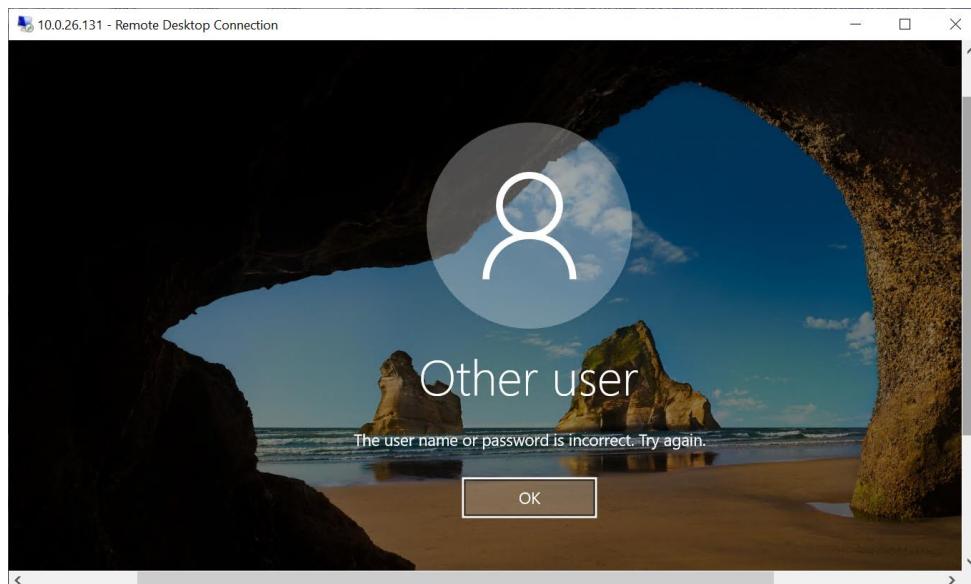 10.0.26.131 - Remote Desktop Connection
Other user
The user name or password is incorrect. Try again.
OK